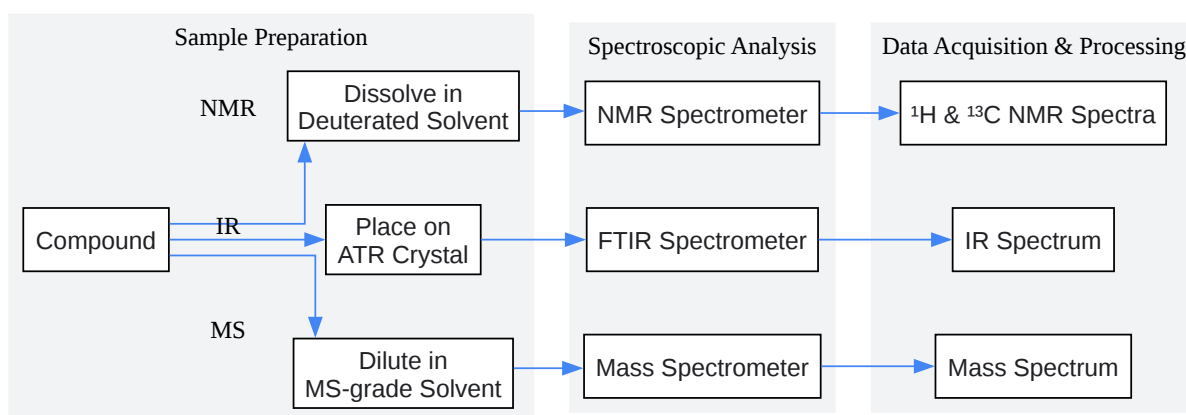 Sample Preparation
Spectroscopic Analysis
Data Acquisition & Processing
NMR
Dissolve in
Deuterated Solvent
NMR Spectrometer
¹H & ¹³C NMR Spectra
Compound
IR
Place on
ATR Crystal
FTIR Spectrometer
IR Spectrum
MS
Dilute in
MS-grade Solvent
Mass Spectrometer
Mass Spectrum